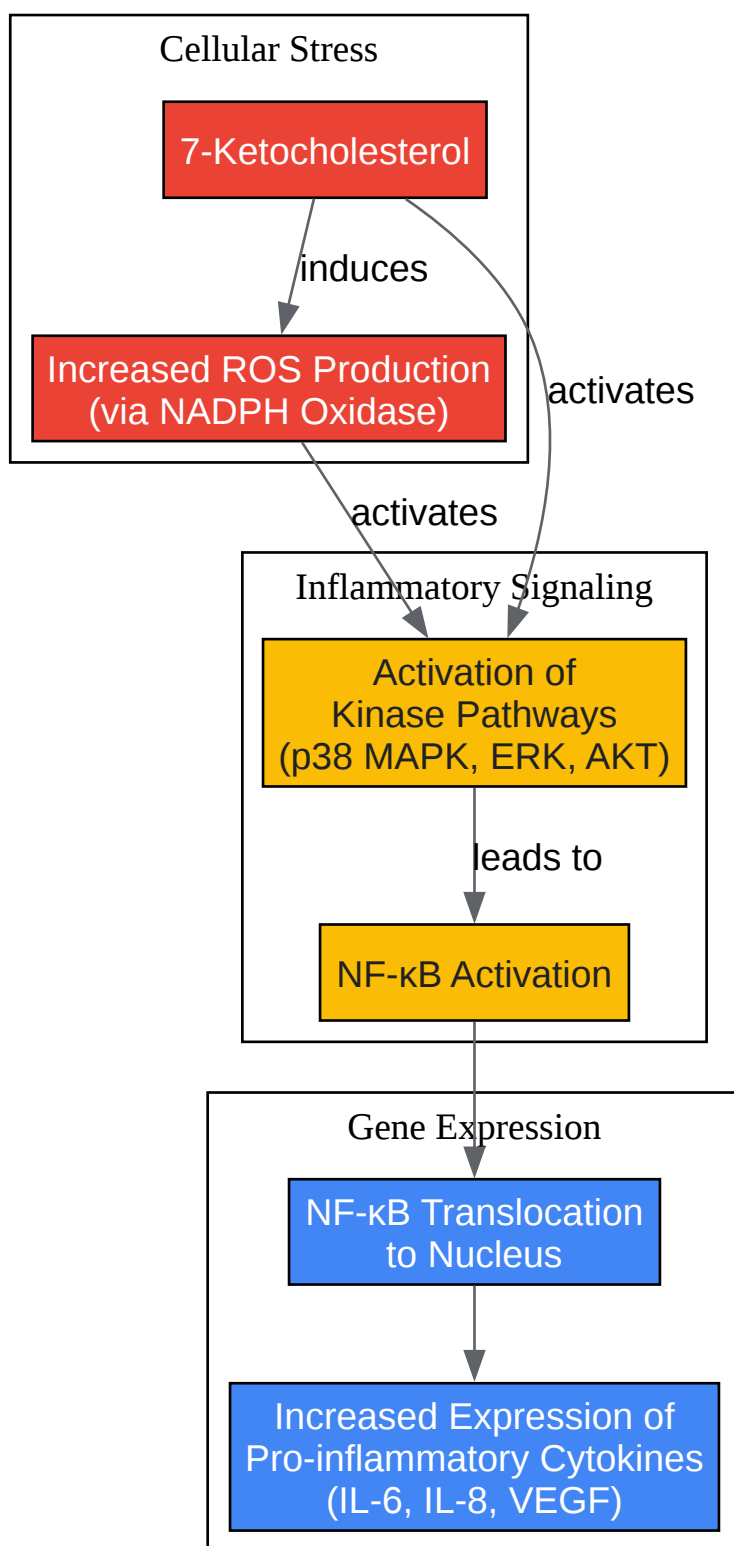 Cellular Stress
7-Ketocholesterol
induces
Increased ROS Production
(via NADPH Oxidase)
activates
activates
Inflammatory Signaling
Activation of
Kinase Pathways
(p38 MAPK, ERK, AKT)
leads to
NF-κB Activation
Gene Expression
NF-κB Translocation
to Nucleus
Increased Expression of
Pro-inflammatory Cytokines
(IL-6, IL-8, VEGF)